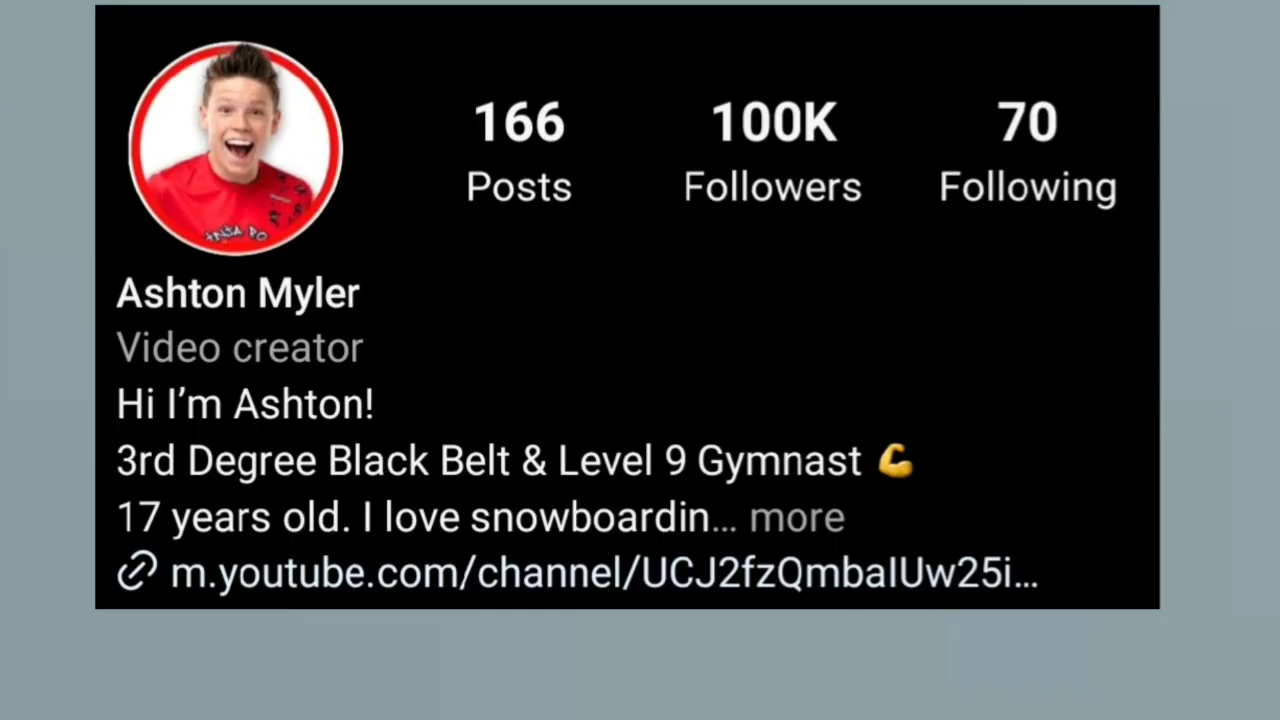 166 100K 70
Posts Followers Following
Ashton Myler
Video creator
Hi I’m Ashton!
3rd Degree Black Belt & Level 9 Gymnast 💪
17 years old. I love snowboardin... more
m.youtube.com/channel/UCJ2fzQmbaIUw25i...